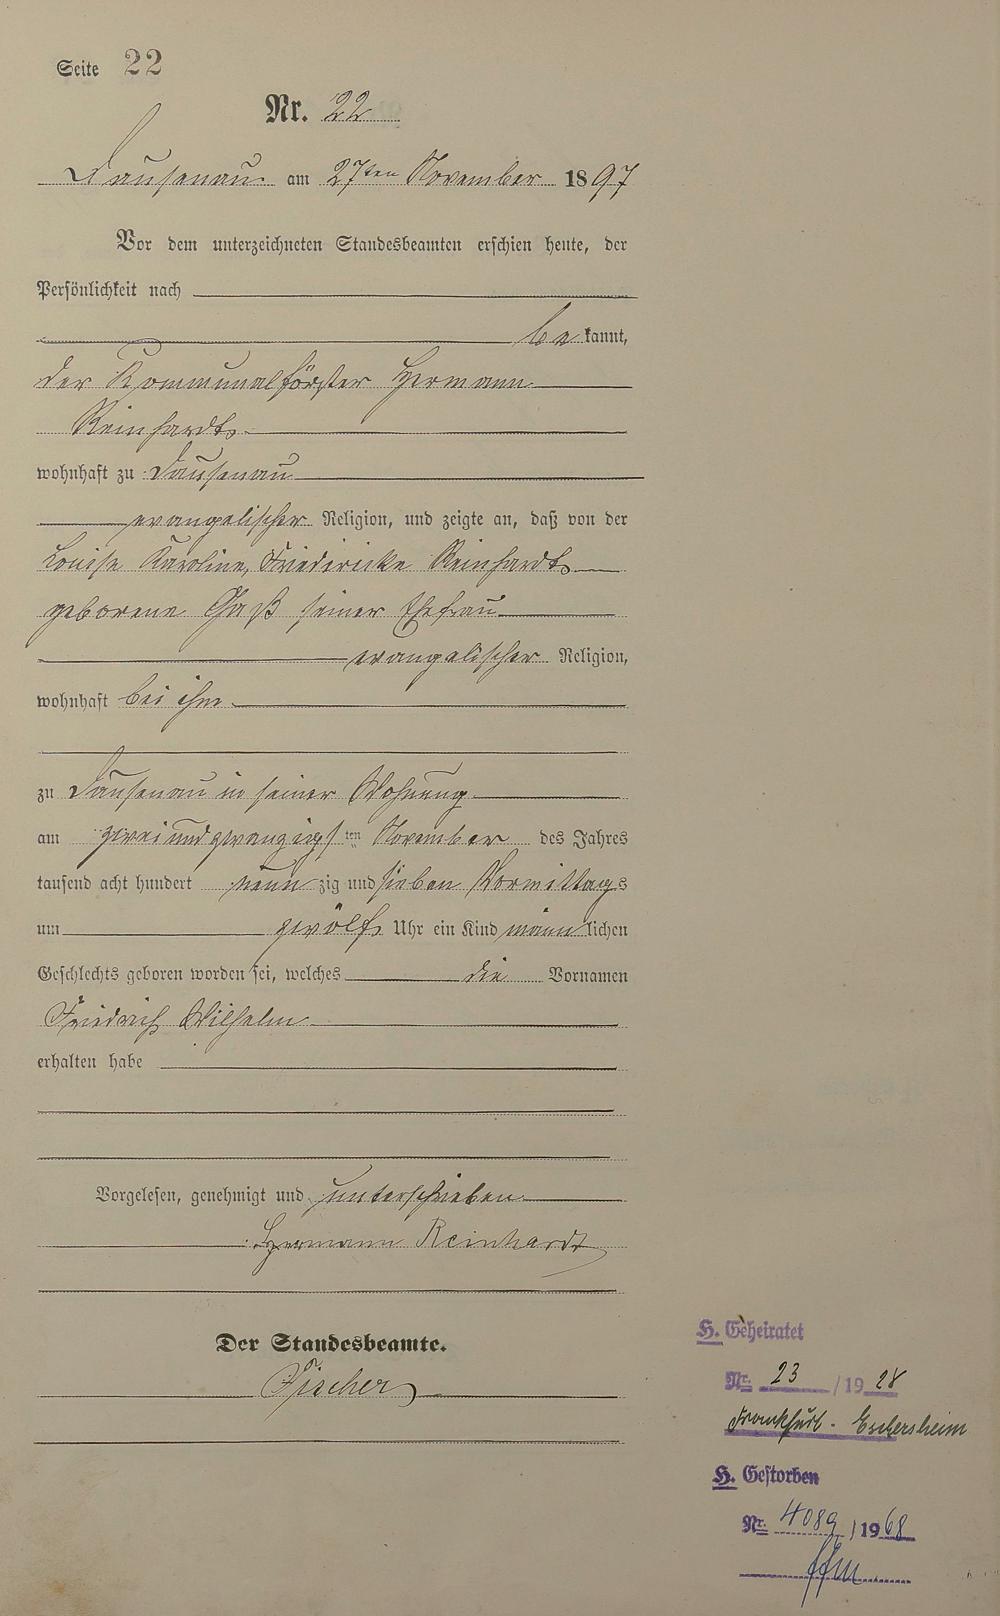 Seite 22
Nr. 22
Dausenau am 27ten November 1897
Vor dem unterzeichneten Standesbeamten erschien heute, der
Persönlichkeit nach
bekannt,
der Kommunalförster Hermann
Reinhardt
wohnhaft zu Dausenau
evangelischer Religion, und zeigte an, daß von der
Louise Karoline, Friedericke Reinhardt
geborene Gaß seiner Ehefrau
evangelischer Religion,
wohnhaft bei ihm
zu Dausenau in seiner Wohnung
am zweiundzwanzigsten November des Jahres
tausend acht hundert neunzig und sieben Vormittags
um zwölf Uhr ein Kind männlichen
Geschlechts geboren worden sei, welches die Vornamen
Friedrich Wilhelm
erhalten habe
Vorgelesen, genehmigt und unterschrieben
Hermann Reinhardt
Der Standesbeamte.
Fischer
H. Geheiratet
Nr. 23 /1928
Frankfurt - Eschersheim
H. Gestorben
Nr. 4089 /1968
Ffm